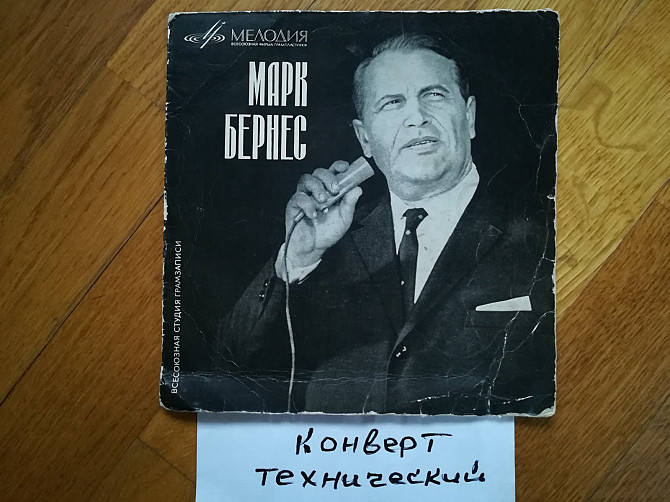 МЕЛОДИЯ
ВСЕСОЮЗНАЯ ФИРМА ГРАМПЛАСТИНОК
МАРК
БЕРНЕС
ВСЕСОЮЗНАЯ СТУДИЯ ГРАМЗАПИСИ
Конверт
технический